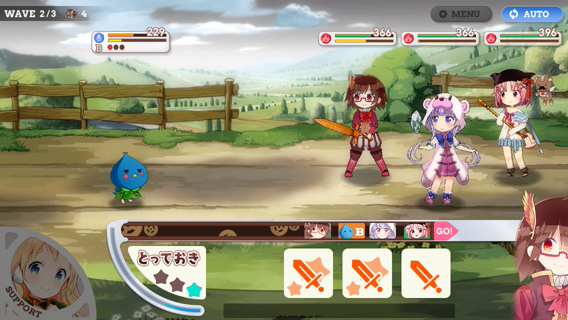 WAVE 2/3
4
MENU
AUTO
229
B
366
366
396
B
GO!
とっておき
SUPPORT